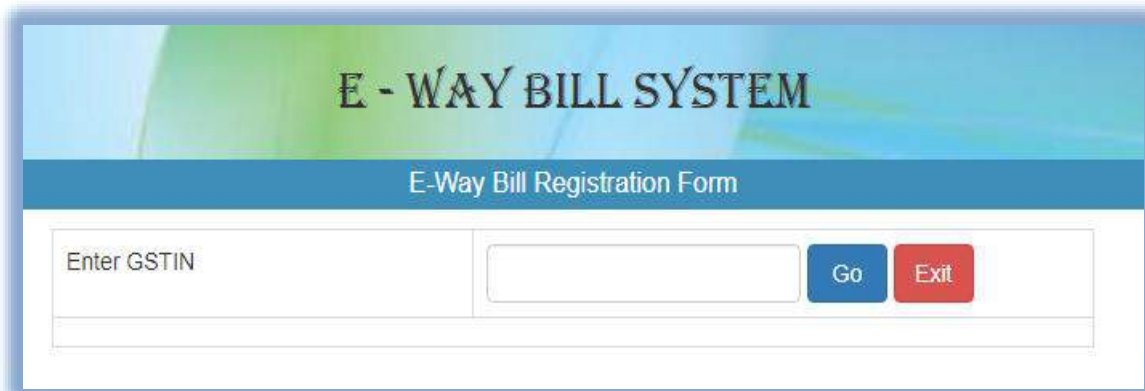 E - WAY BILL SYSTEM
E-Way Bill Registration Form
Enter GSTIN Go Exit